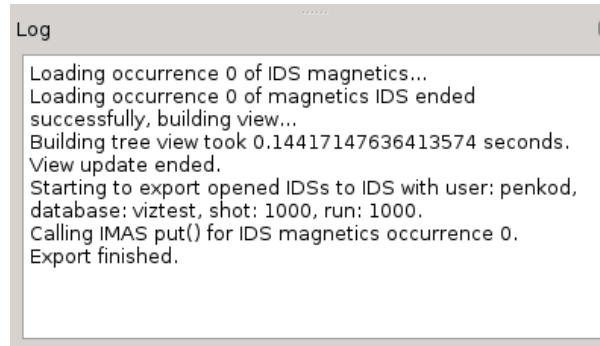 Log
Loading occurrence 0 of IDS magnetics...
Loading occurrence 0 of magnetics IDS ended
successfully, building view...
Building tree view took 0.14417147636413574 seconds.
View update ended.
Starting to export opened IDSs to IDS with user: penkod,
database: viztest, shot: 1000, run: 1000.
Calling IMAS put() for IDS magnetics occurrence 0.
Export finished.